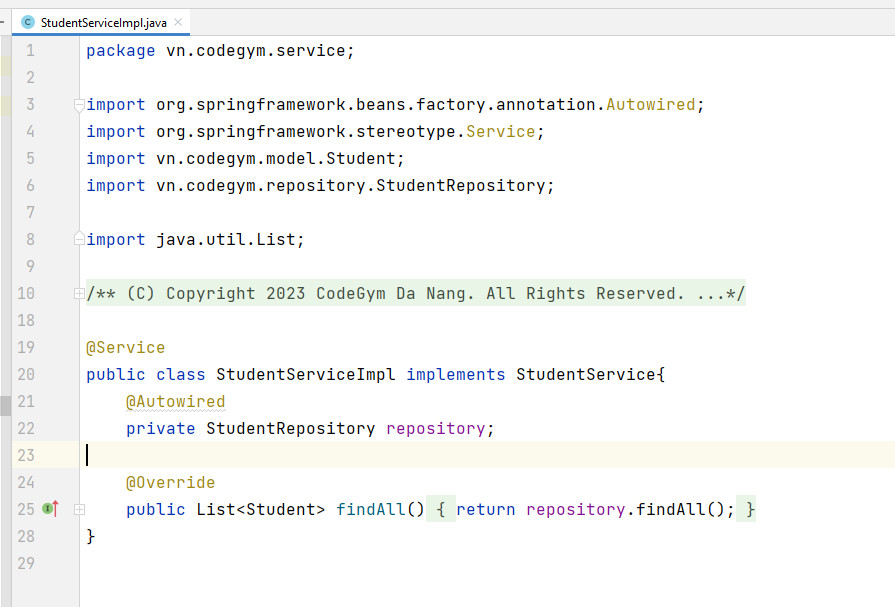 StudentServiceImpl.java
1 package vn.codegym.service;
2
3 import org.springframework.beans.factory.annotation.Autowired;
4 import org.springframework.stereotype.Service;
5 import vn.codegym.model.Student;
6 import vn.codegym.repository.StudentRepository;
7
8 import java.util.List;
9
10 /** (C) Copyright 2023 CodeGym Da Nang. All Rights Reserved. ...*/
18
19 @Service
20 public class StudentServiceImpl implements StudentService{
21     @Autowired
22     private StudentRepository repository;
23
24     @Override
25     public List<Student> findAll() { return repository.findAll(); }
28 }
29